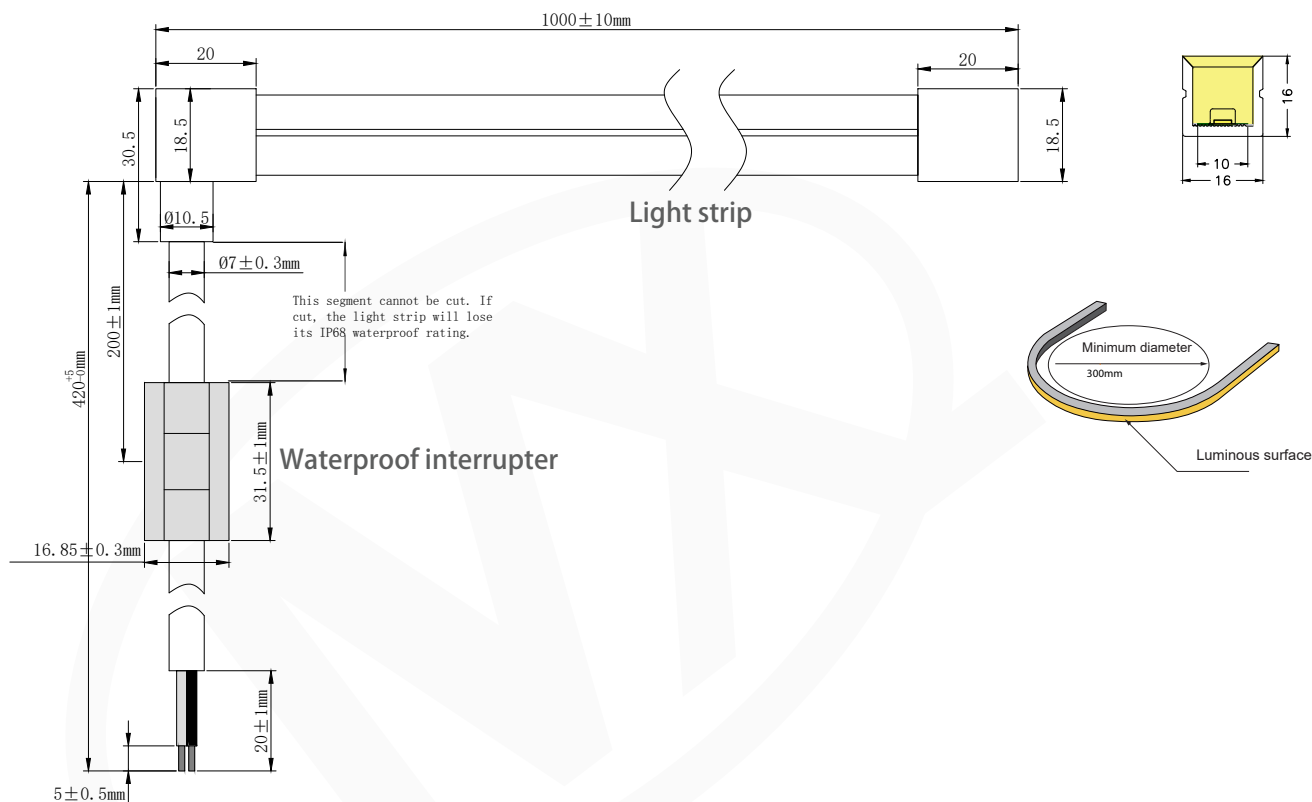 1000±10mm
20
20
16
30.5
18.5
18.5
10
16
Ø10.5
Light strip
Ø7±0.3mm
This segment cannot be cut. If
cut, the light strip will lose
its IP68 waterproof rating.
200±1mm
420+5-0mm
Minimum diameter
300mm
Luminous surface
Waterproof interrupter
31.5±1mm
16.85±0.3mm
20±1mm
5±0.5mm